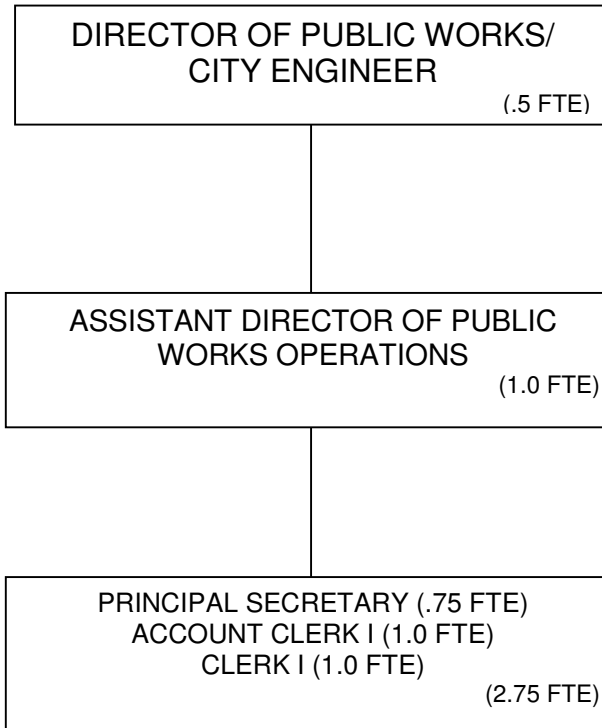 DIRECTOR OF PUBLIC WORKS/
CITY ENGINEER
(.5 FTE)
ASSISTANT DIRECTOR OF PUBLIC
WORKS OPERATIONS
(1.0 FTE)
PRINCIPAL SECRETARY (.75 FTE)
ACCOUNT CLERK I (1.0 FTE)
CLERK I (1.0 FTE)
(2.75 FTE)